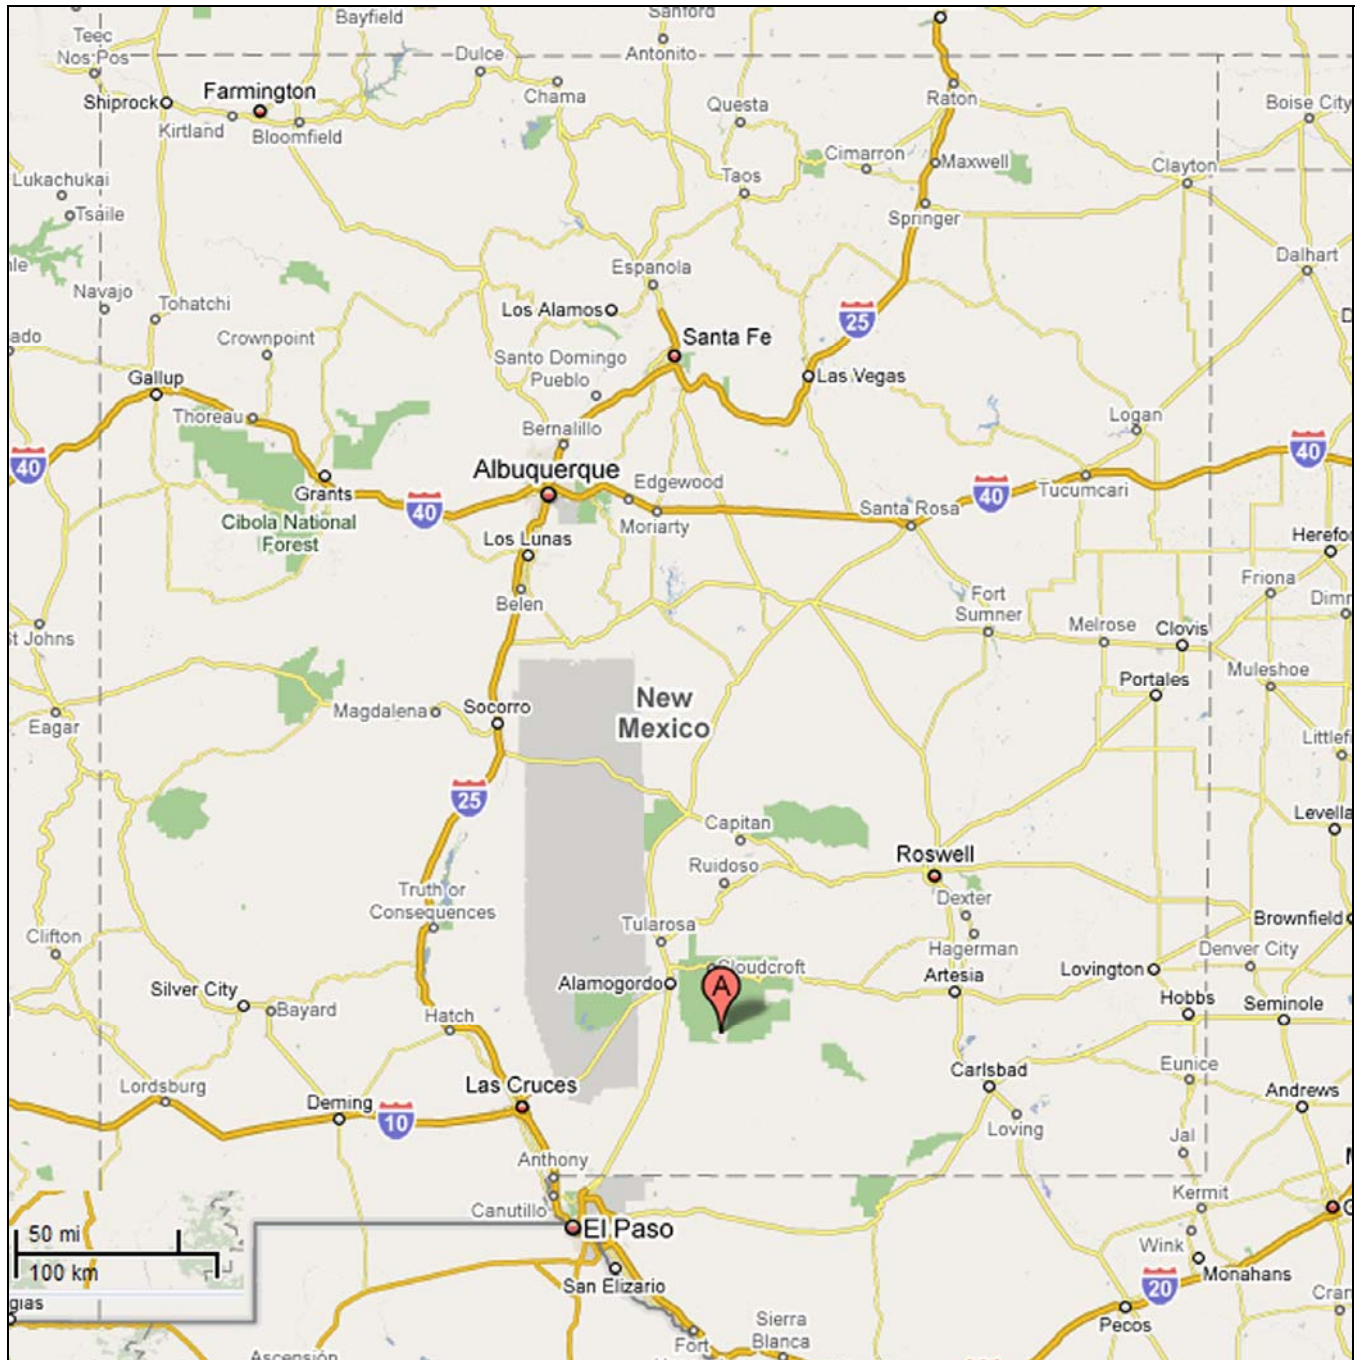 Bayfield
Sanford
Teec
Nos Pos
Dulce
Antonito
Farmington
Shiprock
Kirtland
Bloomfield
Chama
Questa
Raton
Boise City
Cimarron
Maxwell
Clayton
Lukachukai
Tsaile
Taos
Springer
Espanola
Dalhart
Navajo
Tohatchi
Los Alamos
25
Crownpoint
Santa Fe
Santo Domingo
Pueblo
Gallup
Las Vegas
Thoreau
Bernalillo
Logan
40
40
Albuquerque
Edgewood
Grants
40
40
Tucumcari
Santa Rosa
Moriarty
Cibola National
Forest
Los Lunas
Belen
Friona
Fort
Sumner
St Johns
Melrose
Clovis
Muleshoe
Portales
New
Mexico
Magdalena
Socorro
Eagar
25
Capitan
Ruidoso
Roswell
Truth or
Consequences
Dexter
Tularosa
Brownfield
Clifton
Hagerman
Denver City
Cloudcroft
Alamogordo
A
Artesia
Lovington
Silver City
Bayard
Hatch
Hobbs
Seminole
Carlsbad
Eunice
Las Cruces
Lordsburg
Deming
10
Andrews
Loving
Jal
Anthony
Kermit
Canutillo
El Paso
50 mi
100 km
Wink
San Elizario
Monahans
20
Pecos
Sierra
Blanca
Fort
Ascensión